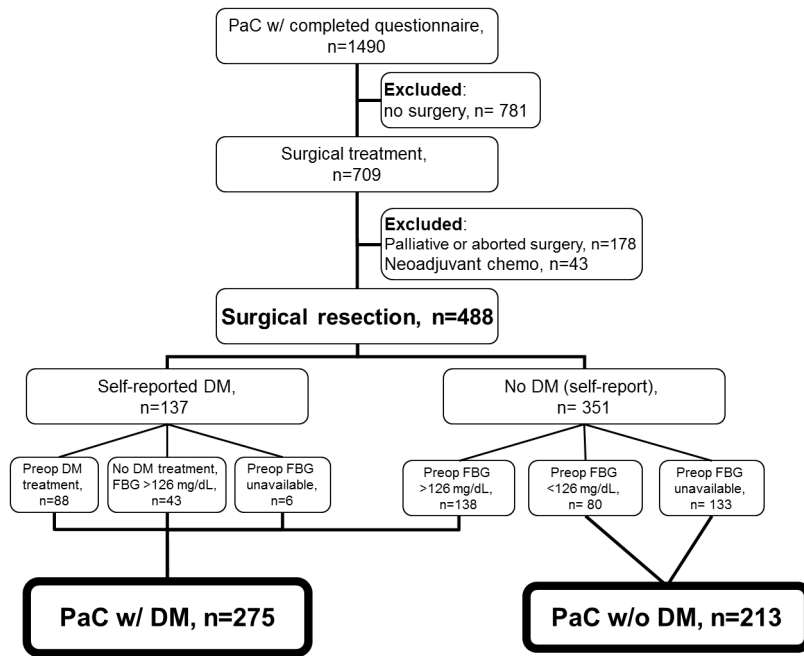 PaC w/ completed questionnaire,
n=1490
Excluded:
no surgery, n= 781
Surgical treatment,
n=709
Excluded:
Palliative or aborted surgery, n=178
Neoadjuvant chemo, n=43
Surgical resection, n=488
Self-reported DM,
n=137
No DM (self-report),
n= 351
Preop DM
treatment,
n=88
No DM treatment,
FBG >126 mg/dL,
n=43
Preop FBG
unavailable,
n=6
Preop FBG
>126 mg/dL,
n=138
Preop FBG
<126 mg/dL,
n= 80
Preop FBG
unavailable,
n= 133
PaC w/ DM, n=275
PaC w/o DM, n=213